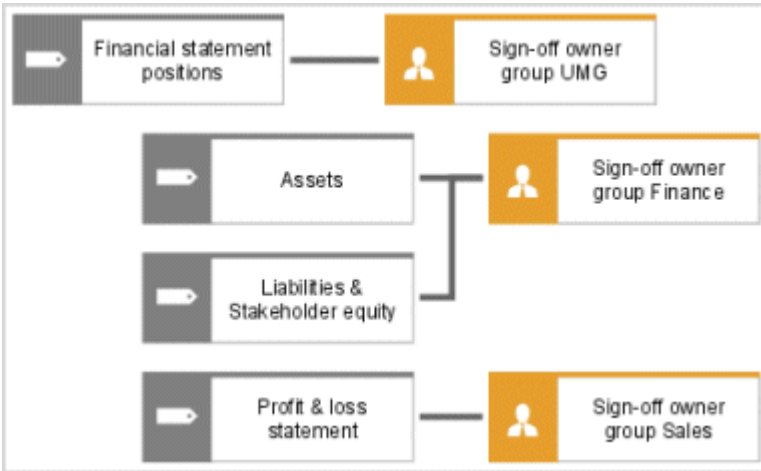 Financial statement
positions
Sign-off owner
group UMG
Assets
Sign-off owner
group Finance
Liabilities &
Stakeholder equity
Profit & loss
statement
Sign-off owner
group Sales